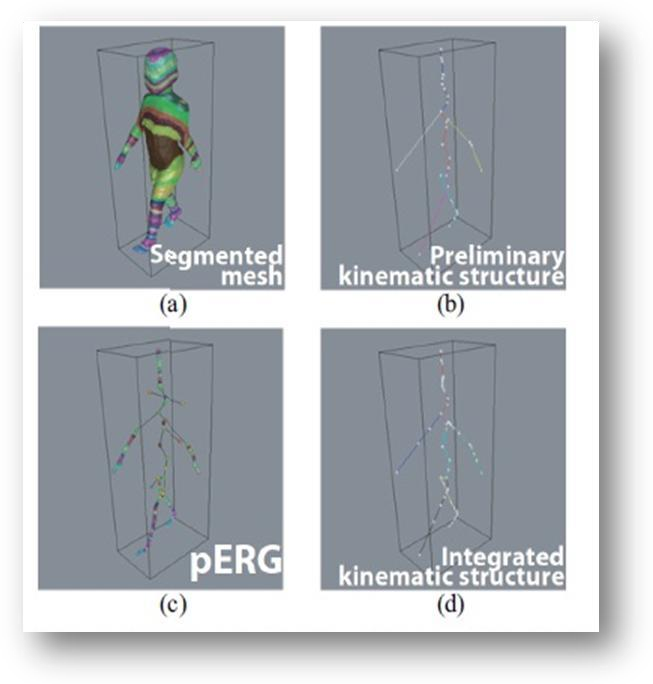 Segmented
mesh
(a)
Preliminary
kinematic structure
(b)
pERG
(c)
Integrated
kinematic structure
(d)